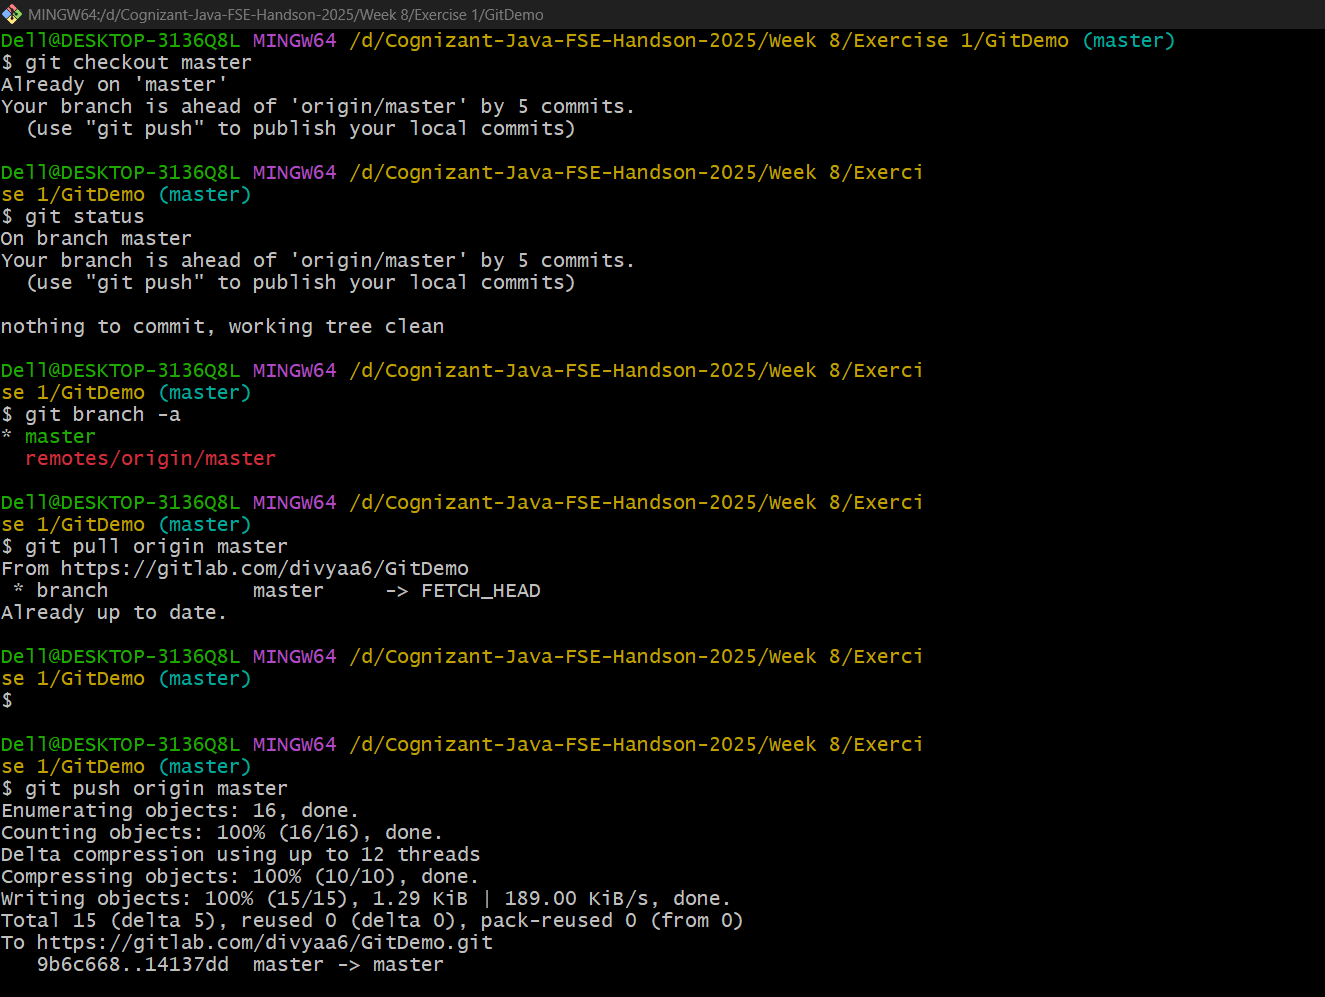 MINGW64:/d/Cognizant-Java-FSE-Handson-2025/Week 8/Exercise 1/GitDemo
Dell@DESKTOP-3136Q8L MINGW64 /d/Cognizant-Java-FSE-Handson-2025/Week 8/Exercise 1/GitDemo (master)
$ git checkout master
Already on 'master'
Your branch is ahead of 'origin/master' by 5 commits.
  (use "git push" to publish your local commits)
Dell@DESKTOP-3136Q8L MINGW64 /d/Cognizant-Java-FSE-Handson-2025/Week 8/Exerci
se 1/GitDemo (master)
$ git status
On branch master
Your branch is ahead of 'origin/master' by 5 commits.
  (use "git push" to publish your local commits)
nothing to commit, working tree clean
Dell@DESKTOP-3136Q8L MINGW64 /d/Cognizant-Java-FSE-Handson-2025/Week 8/Exerci
se 1/GitDemo (master)
$ git branch -a
* master
  remotes/origin/master
Dell@DESKTOP-3136Q8L MINGW64 /d/Cognizant-Java-FSE-Handson-2025/Week 8/Exerci
se 1/GitDemo (master)
$ git pull origin master
From https://gitlab.com/divyaa6/GitDemo
 * branch            master     -> FETCH_HEAD
Already up to date.
Dell@DESKTOP-3136Q8L MINGW64 /d/Cognizant-Java-FSE-Handson-2025/Week 8/Exerci
se 1/GitDemo (master)
$
Dell@DESKTOP-3136Q8L MINGW64 /d/Cognizant-Java-FSE-Handson-2025/Week 8/Exerci
se 1/GitDemo (master)
$ git push origin master
Enumerating objects: 16, done.
Counting objects: 100% (16/16), done.
Delta compression using up to 12 threads
Compressing objects: 100% (10/10), done.
Writing objects: 100% (15/15), 1.29 KiB | 189.00 KiB/s, done.
Total 15 (delta 5), reused 0 (delta 0), pack-reused 0 (from 0)
To https://gitlab.com/divyaa6/GitDemo.git
   9b6c668..14137dd  master -> master